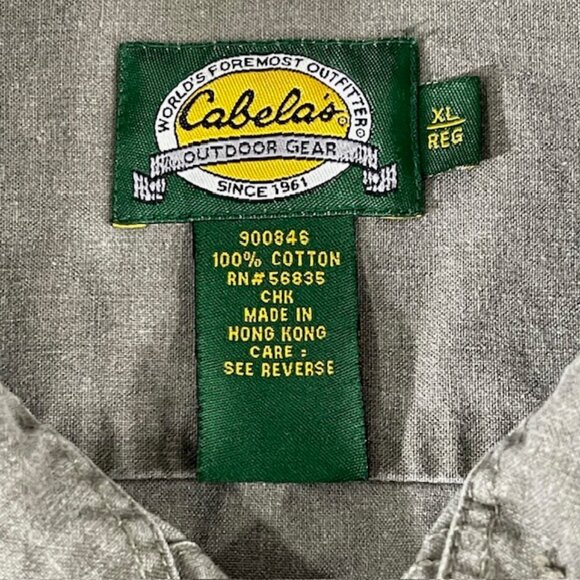 WORLD'S FOREMOST OUTFITTER®
Cabela's®
OUTDOOR GEAR
SINCE 1961
XL
REG
900846
100% COTTON
RN# 56835
CHK
MADE IN
HONG KONG
CARE :
SEE REVERSE